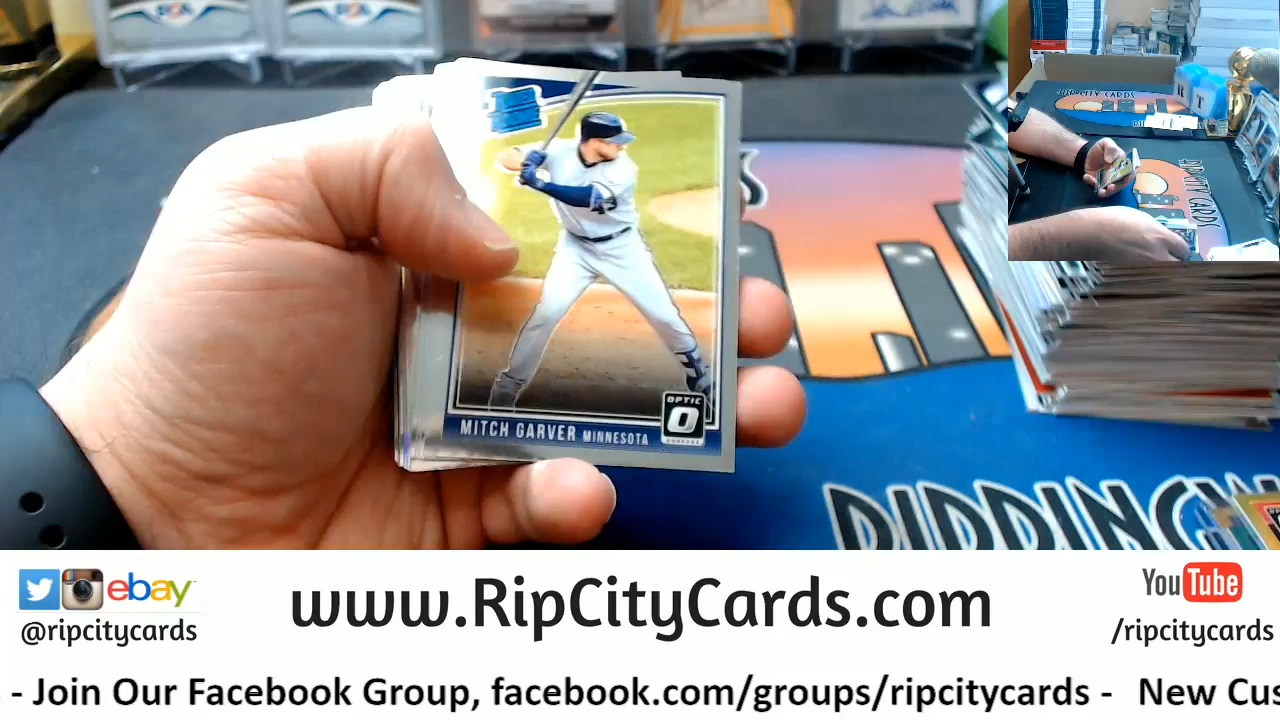 OPTIC
MITCH GARVER MINNESOTA
RIP CITY CARDS
ebay
@ripcitycards
www.RipCityCards.com
YouTube
/ripcitycards
- Join Our Facebook Group, facebook.com/groups/ripcitycards - New Cus